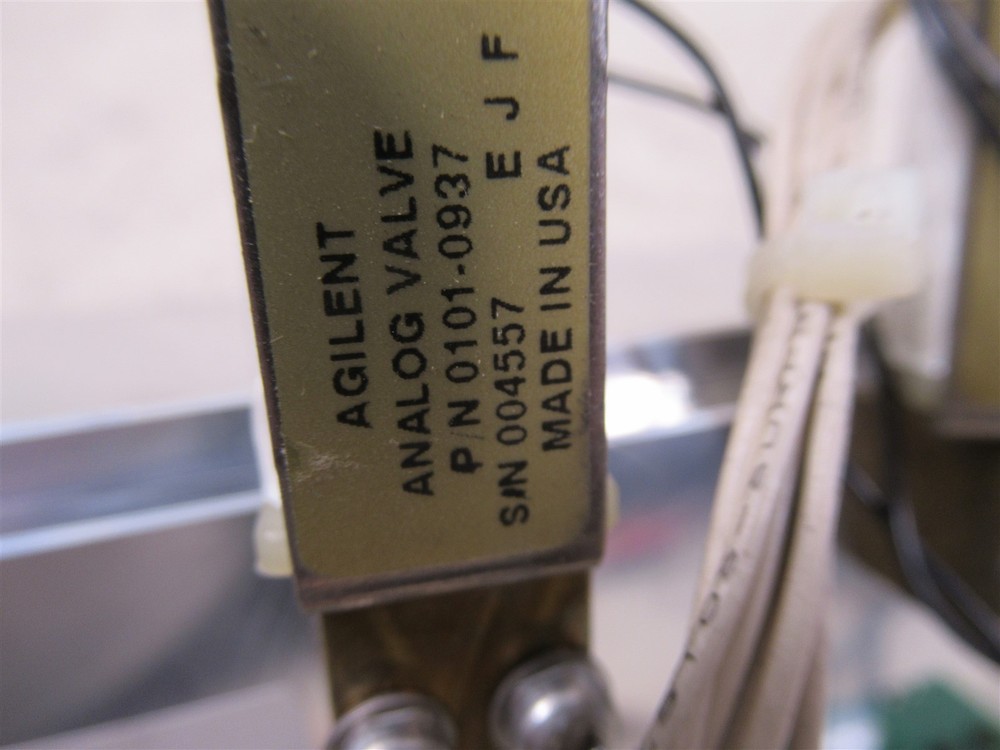 AGILENT
ANALOG VALVE
P/N 0101-0937
S/N 004557 E J F
MADE IN USA